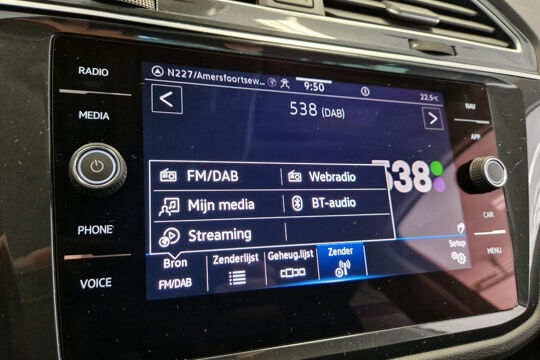 RADIO
MEDIA
PHONE
VOICE
N227/Amersfoortsew...
9:50
22.5°C
538 (DAB)
FM/DAB
Webradio
Mijn media
BT-audio
Streaming
538
Bron
FM/DAB
Zenderlijst
Geheug.lijst
Zender
Setup
NAV
APP
CAR
MENU